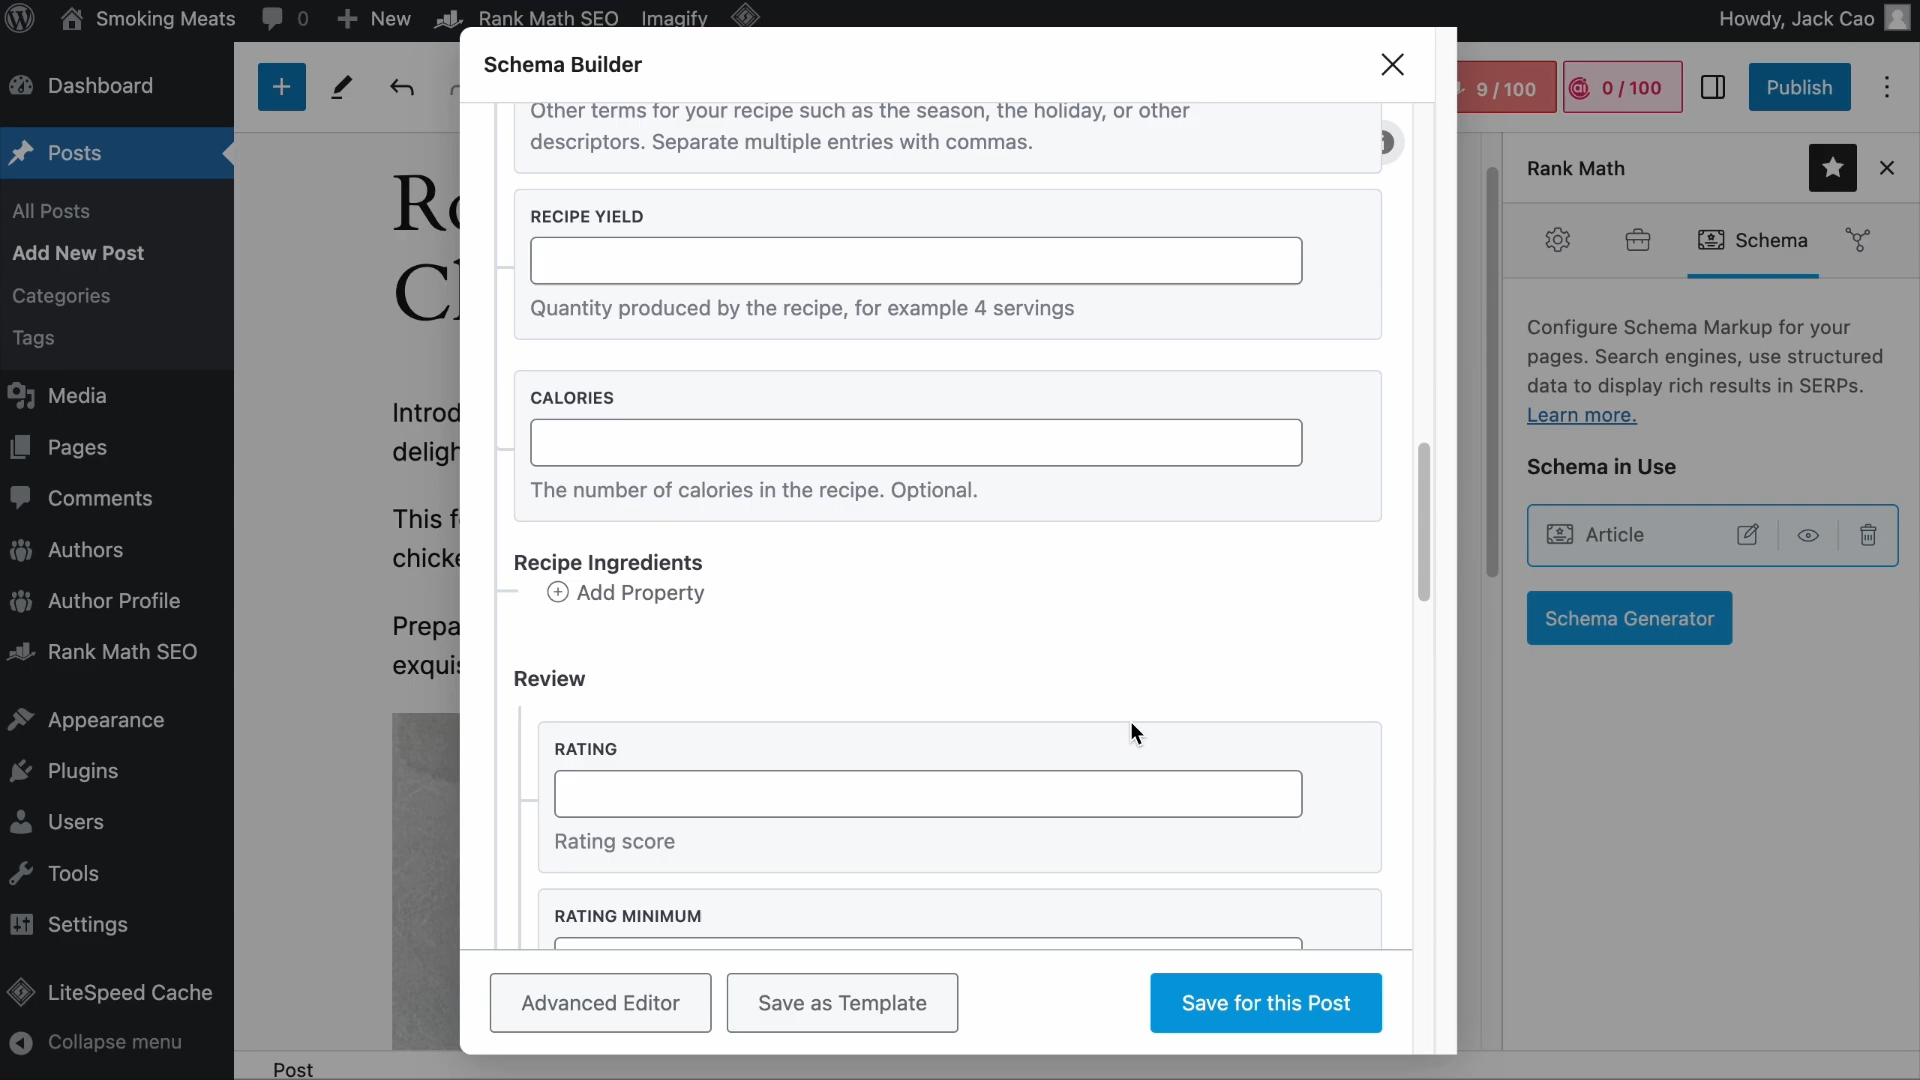 Smoking Meats
0
New
Rank Math SEO
Imagify
Howdy, Jack Cao
Dashboard
Posts
All Posts
Add New Post
Categories
Tags
Media
Pages
Comments
Authors
Author Profile
Rank Math SEO
Appearance
Plugins
Users
Tools
Settings
LiteSpeed Cache
Collapse menu
Post
Schema Builder
Other terms for your recipe such as the season, the holiday, or other
descriptors. Separate multiple entries with commas.
RECIPE YIELD
Quantity produced by the recipe, for example 4 servings
CALORIES
The number of calories in the recipe. Optional.
Recipe Ingredients
Add Property
Review
RATING
Rating score
RATING MINIMUM
Advanced Editor
Save as Template
Save for this Post
9 / 100
0 / 100
Publish
Rank Math
Schema
Configure Schema Markup for your
pages. Search engines, use structured
data to display rich results in SERPs.
Learn more.
Schema in Use
Article
Schema Generator